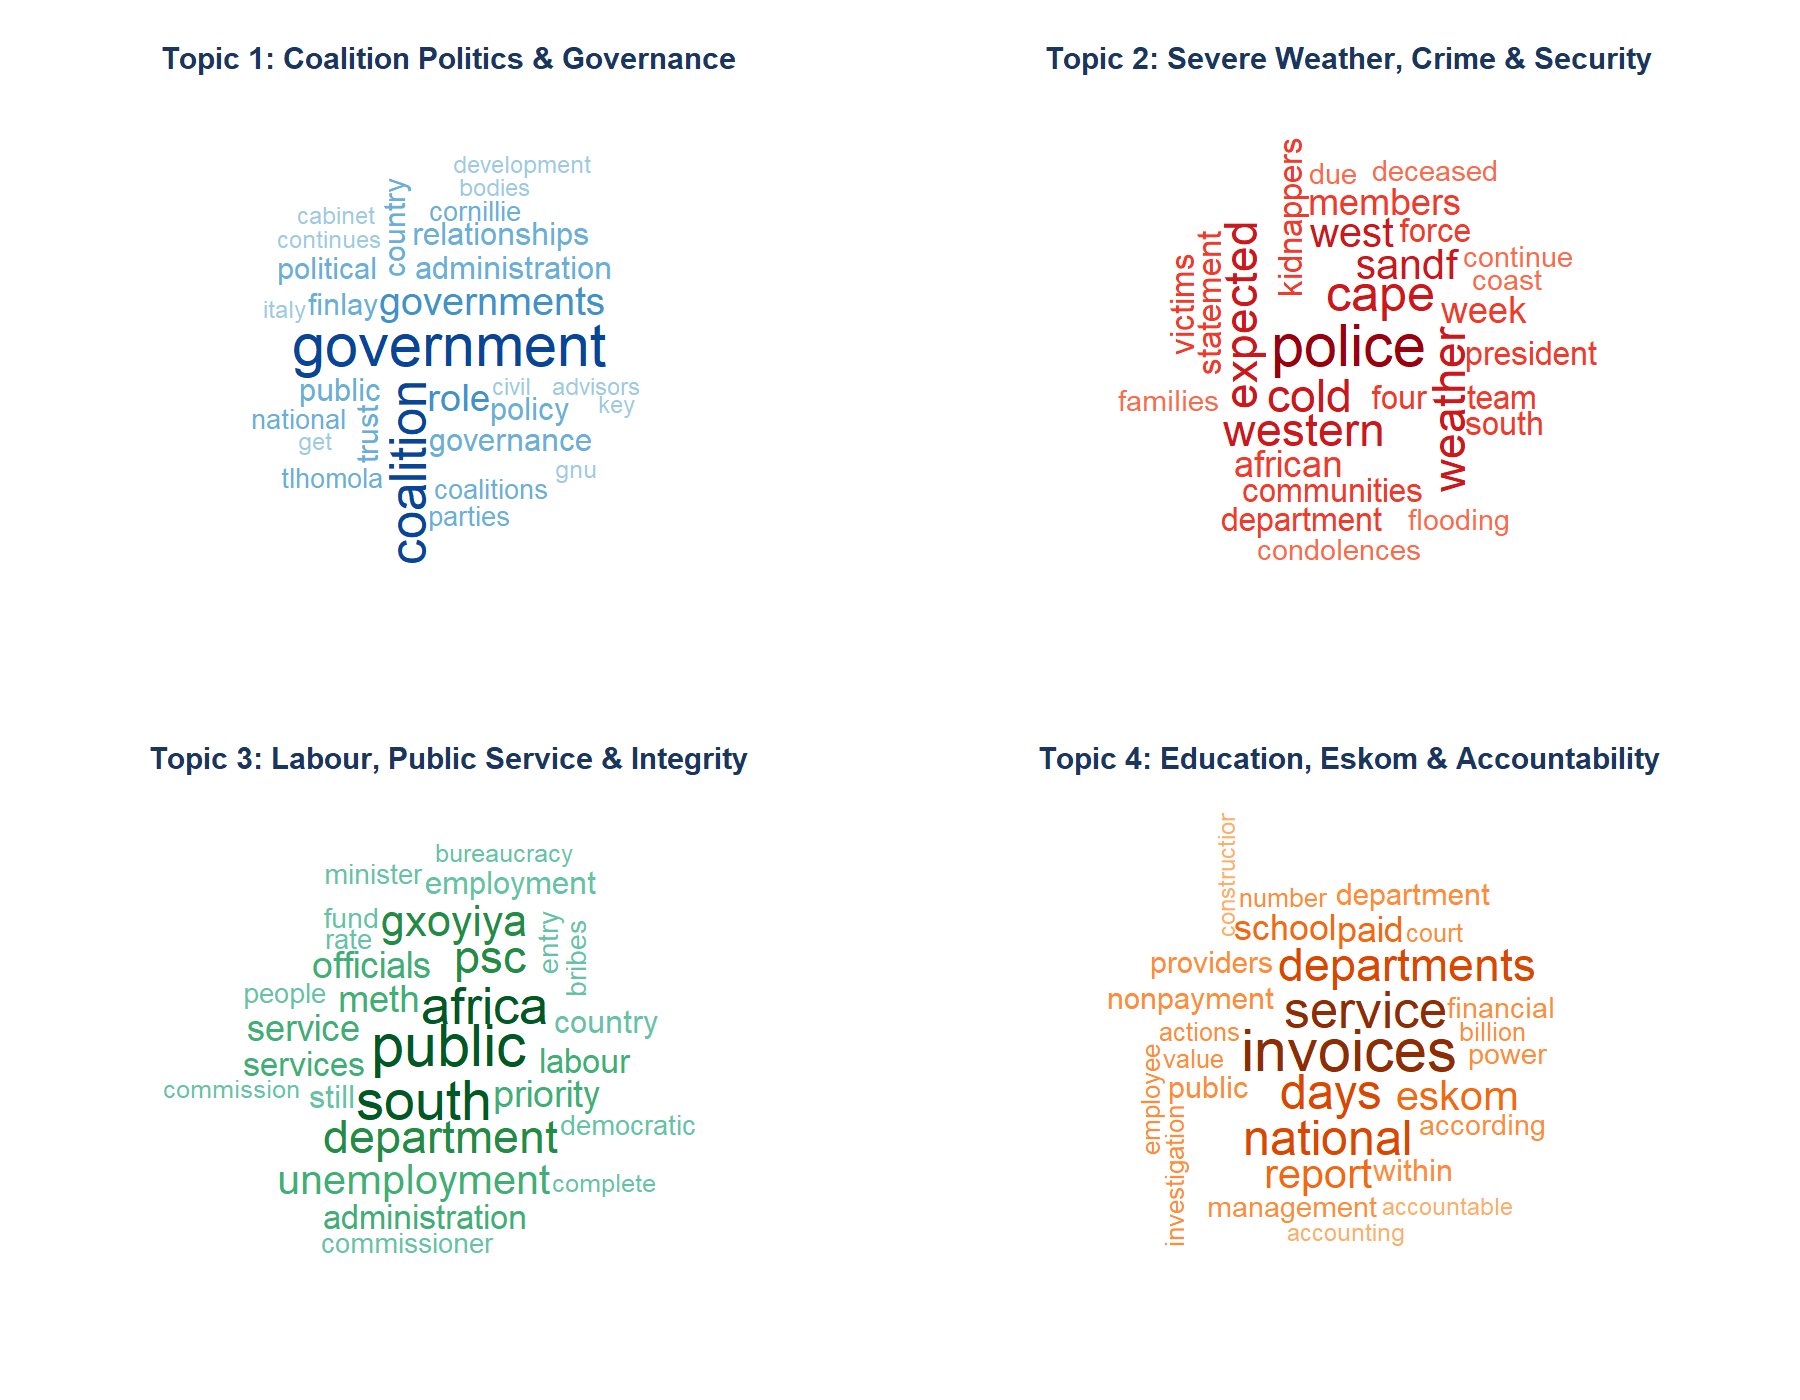 Topic 1: Coalition Politics & Governance
development
bodies
country
cabinet
cornillie
continues
relationships
political
administration
italy
finlay
governments
government
public
coalition
role
civil
advisors
policy
key
national
trust
get
governance
gnu
tlhomola
coalitions
parties
Topic 2: Severe Weather, Crime & Security
kidnappers
due
deceased
members
expected
statement
west
force
victims
sandf
continue
coast
cape
week
police
weather
president
families
cold
four
team
western
south
african
communities
department
flooding
condolences
Topic 3: Labour, Public Service & Integrity
bureaucracy
minister
employment
fund
gxoyiya
entry
bribes
rate
officials
psc
people
meth
africa
service
country
public
services
labour
commission
still
south
priority
department
democratic
unemployment
complete
administration
commissioner
Topic 4: Education, Eskom & Accountability
constructior
number
department
school
paid
court
providers
departments
nonpayment
service
financial
actions
billion
invoices
employee
value
power
public
days
eskom
investigation
national
according
report
within
management
accountable
accounting